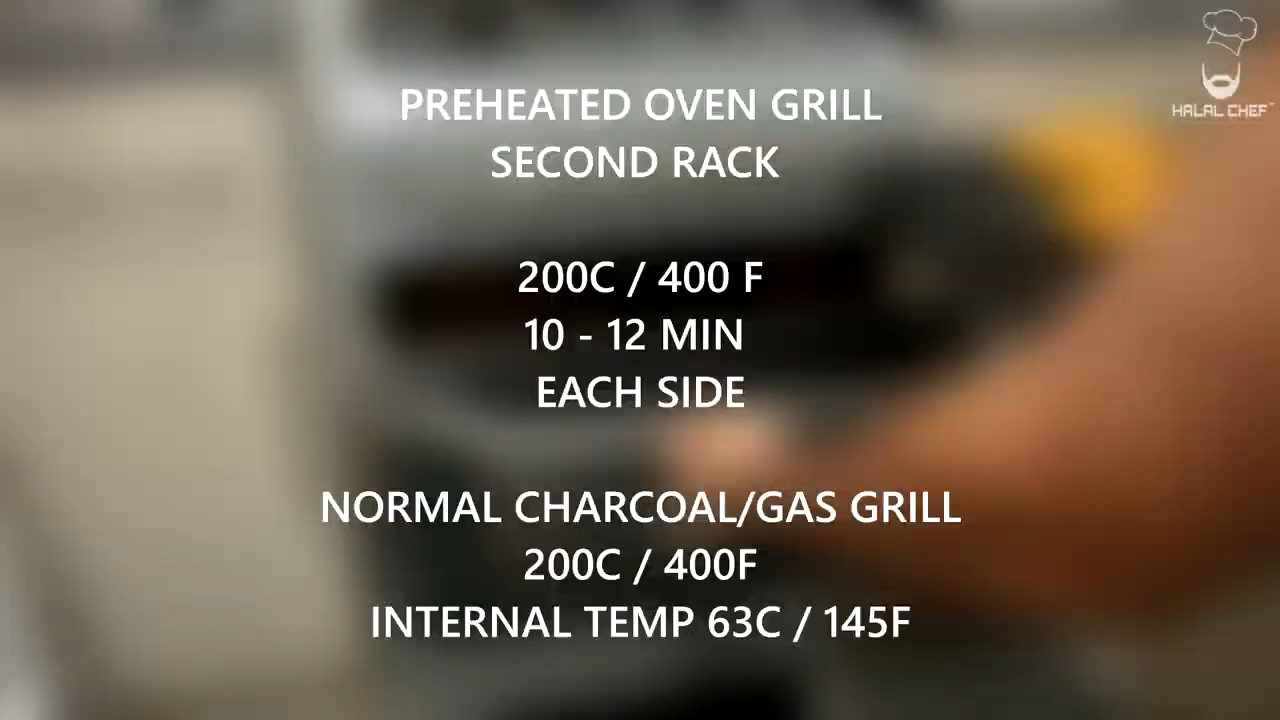 HALAL CHEF™
PREHEATED OVEN GRILL
SECOND RACK
200C / 400 F
10 - 12 MIN
EACH SIDE
NORMAL CHARCOAL/GAS GRILL
200C / 400F
INTERNAL TEMP 63C / 145F